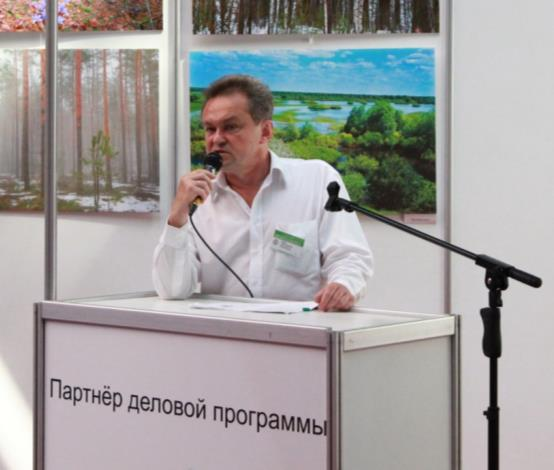 Партнёр деловой программы